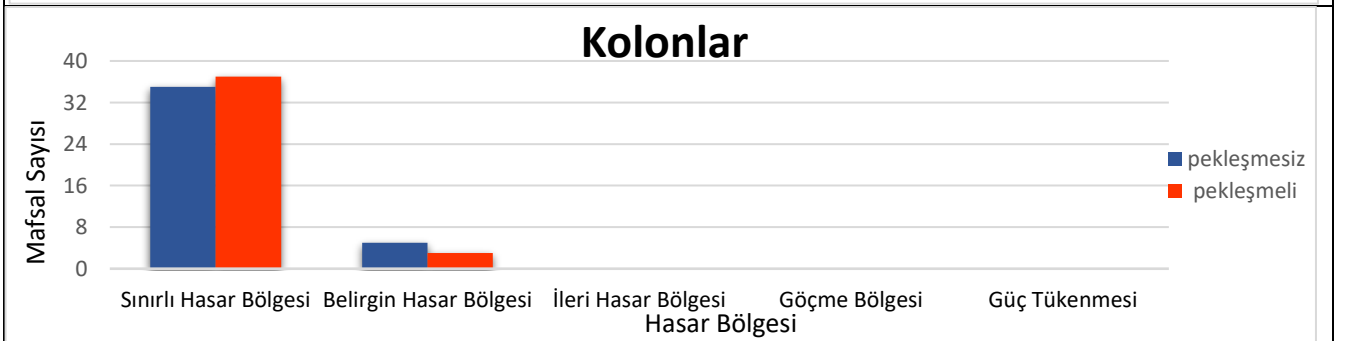 Kolonlar
40
32
24
16
8
0
Mafsal Sayısı
Sınırlı Hasar Bölgesi
Belirgin Hasar Bölgesi
İleri Hasar Bölgesi
Göçme Bölgesi
Güç Tükenmesi
Hasar Bölgesi
pekleşmesiz
pekleşmeli